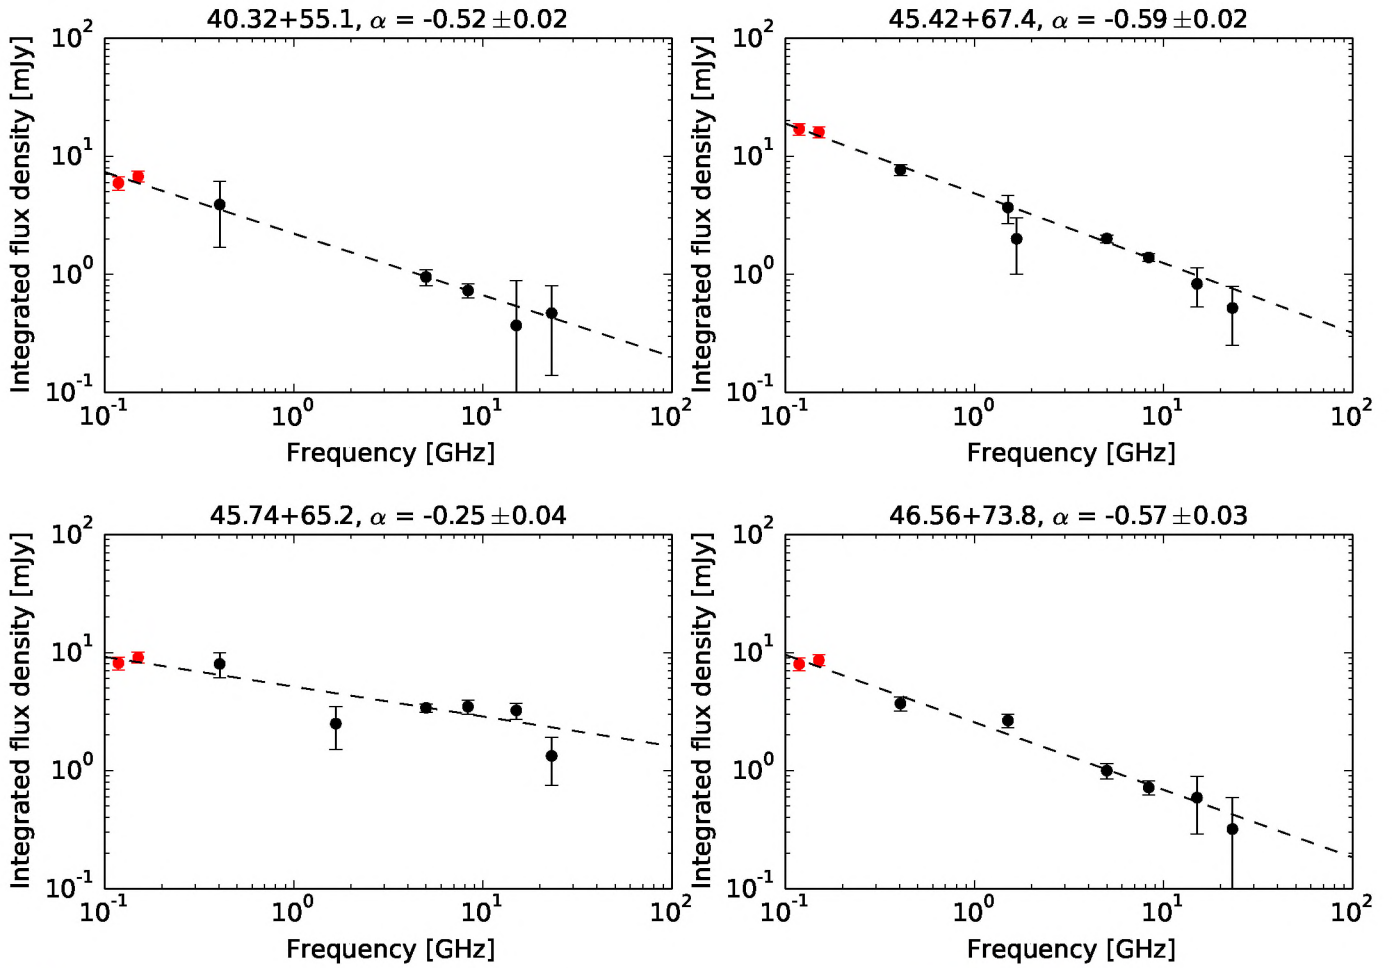 40.32+55.1, α = -0.52±0.02
Integrated flux density [mJy]
10²
10¹
10⁰
10⁻¹
10⁻¹ 10⁰ 10¹ 10²
Frequency [GHz]
45.42+67.4, α = -0.59±0.02
Integrated flux density [mJy]
10²
10¹
10⁰
10⁻¹
10⁻¹ 10⁰ 10¹ 10²
Frequency [GHz]
45.74+65.2, α = -0.25±0.04
Integrated flux density [mJy]
10²
10¹
10⁰
10⁻¹
10⁻¹ 10⁰ 10¹ 10²
Frequency [GHz]
46.56+73.8, α = -0.57±0.03
Integrated flux density [mJy]
10²
10¹
10⁰
10⁻¹
10⁻¹ 10⁰ 10¹ 10²
Frequency [GHz]